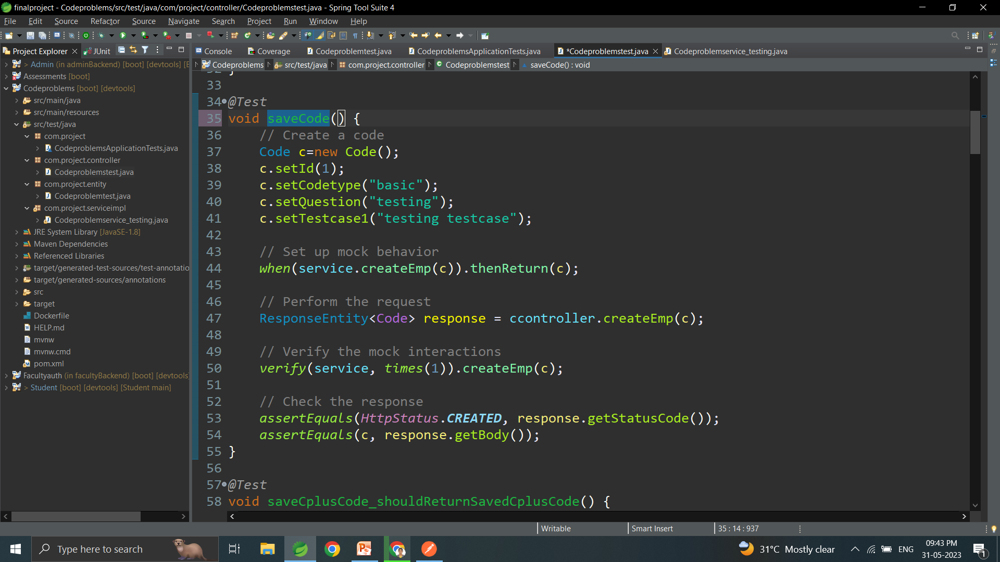 finalproject - Codeproblems/src/test/java/com/project/controller/Codeproblemstest.java - Spring Tool Suite 4
File Edit Source Refactor Source Navigate Search Project Run Window Help
Project Explorer JUnit
Console Coverage Codeproblemtest.java CodeproblemsApplicationTests.java *Codeproblemstest.java Codeproblemservice_testing.java
Codeproblems src/test/java com.project.controller Codeproblemstest saveCode() : void
> Admin (in adminBackend) [boot] [devtools] [E
Assessments [boot]
Codeproblems [boot] [devtools]
src/main/java
src/main/resources
src/test/java
com.project
CodeproblemsApplicationTests.java
com.project.controller
Codeproblemstest.java
com.project.entity
Codeproblemtest.java
com.project.serviceimpl
Codeproblemservice_testing.java
JRE System Library [JavaSE-1.8]
Maven Dependencies
Referenced Libraries
target/generated-test-sources/test-annotatio
target/generated-sources/annotations
src
target
Dockerfile
HELP.md
mvnw
mvnw.cmd
pom.xml
Factultyauth (in facultyBackend) [boot] [devtools]
> Student [boot] [devtools] [Student main]
32 }
33
34 @Test
35 void saveCode() {
36 // Create a code
37 Code c=new Code();
38 c.setId(1);
39 c.setCodetype("basic");
40 c.setQuestion("testing");
41 c.setTestcase1("testing testcase");
42
43 // Set up mock behavior
44 when(service.createEmp(c)).thenReturn(c);
45
46 // Perform the request
47 ResponseEntity<Code> response = ccontroller.createEmp(c);
48
49 // Verify the mock interactions
50 verify(service, times(1)).createEmp(c);
51
52 // Check the response
53 assertEquals(HttpStatus.CREATED, response.getStatusCode());
54 assertEquals(c, response.getBody());
55 }
56
57 @Test
58 void saveCplusCode_shouldReturnSavedCplusCode() {
Writable Smart Insert 35 : 14 : 937
Type here to search
31°C Mostly clear ENG
09:43 PM
31-05-2023
1